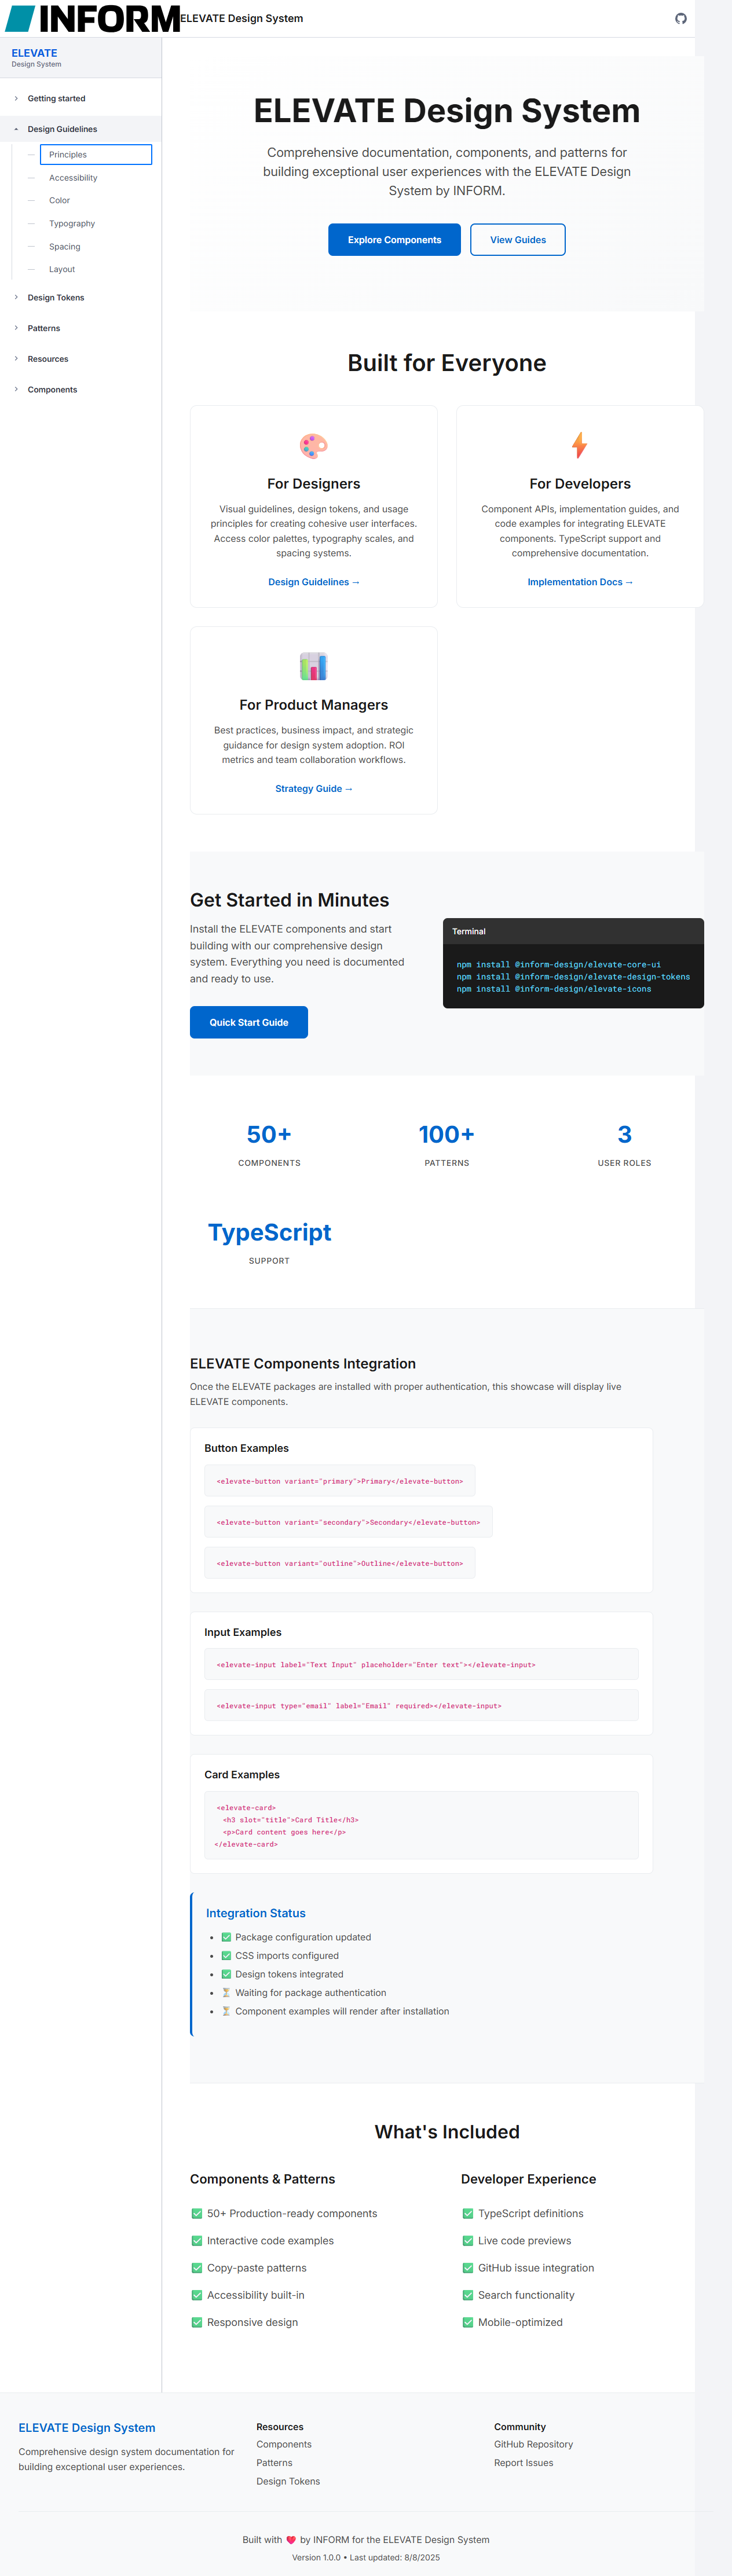 INFORM
ELEVATE Design System
ELEVATE
Design System
Getting started
Design Guidelines
Principles
Accessibility
Color
Typography
Spacing
Layout
Design Tokens
Patterns
Resources
Components
ELEVATE Design System
Comprehensive documentation, components, and patterns for
building exceptional user experiences with the ELEVATE Design
System by INFORM.
Explore Components
View Guides
Built for Everyone
For Designers
Visual guidelines, design tokens, and usage
principles for creating cohesive user interfaces.
Access color palettes, typography scales, and
spacing systems.
Design Guidelines →
For Developers
Component APIs, implementation guides, and
code examples for integrating ELEVATE
components. TypeScript support and
comprehensive documentation.
Implementation Docs →
For Product Managers
Best practices, business impact, and strategic
guidance for design system adoption. ROI
metrics and team collaboration workflows.
Strategy Guide →
Get Started in Minutes
Install the ELEVATE components and start
building with our comprehensive design
system. Everything you need is documented
and ready to use.
Quick Start Guide
Terminal
npm install @inform-design/elevate-core-ui
npm install @inform-design/elevate-design-tokens
npm install @inform-design/elevate-icons
50+
COMPONENTS
100+
PATTERNS
3
USER ROLES
TypeScript
SUPPORT
ELEVATE Components Integration
Once the ELEVATE packages are installed with proper authentication, this showcase will display live
ELEVATE components.
Button Examples
<elevate-button variant="primary">Primary</elevate-button>
<elevate-button variant="secondary">Secondary</elevate-button>
<elevate-button variant="outline">Outline</elevate-button>
Input Examples
<elevate-input label="Text Input" placeholder="Enter text"></elevate-input>
<elevate-input type="email" label="Email" required></elevate-input>
Card Examples
<elevate-card>
<h3 slot="title">Card Title</h3>
<p>Card content goes here</p>
</elevate-card>
Integration Status
• ✅ Package configuration updated
• ✅ CSS imports configured
• ✅ Design tokens integrated
• ⏳ Waiting for package authentication
• ⏳ Component examples will render after installation
What's Included
Components & Patterns
✅ 50+ Production-ready components
✅ Interactive code examples
✅ Copy-paste patterns
✅ Accessibility built-in
✅ Responsive design
Developer Experience
✅ TypeScript definitions
✅ Live code previews
✅ GitHub issue integration
✅ Search functionality
✅ Mobile-optimized
ELEVATE Design System
Comprehensive design system documentation for
building exceptional user experiences.
Resources
Components
Patterns
Design Tokens
Community
GitHub Repository
Report Issues
Built with ❤️ by INFORM for the ELEVATE Design System
Version 1.0.0 • Last updated: 8/8/2025